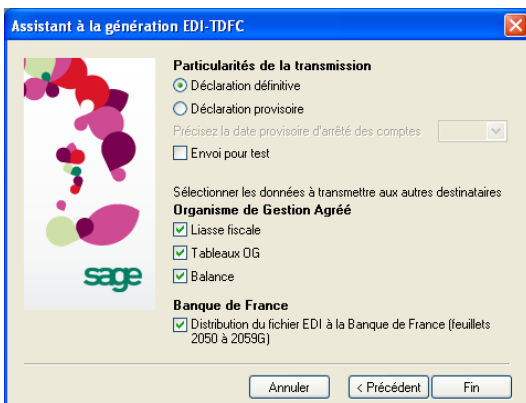 Assistant à la génération EDI-TDFC
Particularités de la transmission
Déclaration définitive
Déclaration provisoire
Précisez la date provisoire d'arrêté des comptes
Envoi pour test
Sélectionner les données à transmettre aux autres destinataires
Organisme de Gestion Agréé
Liasse fiscale
Tableaux OG
Balance
sage
Banque de France
Distribution du fichier EDI à la Banque de France (feuillets
2050 à 2059G)
Annuler
< Précédent
Fin